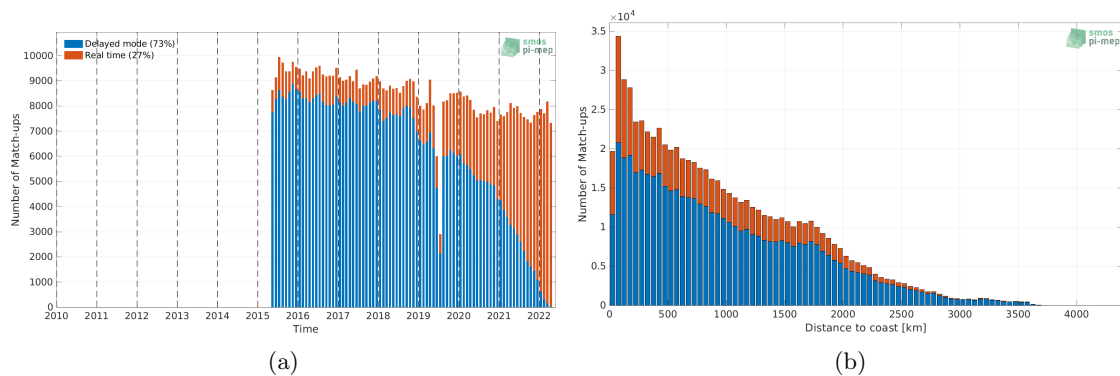 Delayed mode (73%)
Real time (27%)
smos
pi-mep
10000
9000
8000
7000
6000
5000
4000
3000
2000
1000
0
Number of Match-ups
2010 2011 2012 2013 2014 2015 2016 2017 2018 2019 2020 2021 2022
Time
(a)
×10⁴
smos
pi-mep
3.5
3
2.5
2
1.5
1
0.5
0
Number of Match-ups
0 500 1000 1500 2000 2500 3000 3500 4000
Distance to coast [km]
(b)